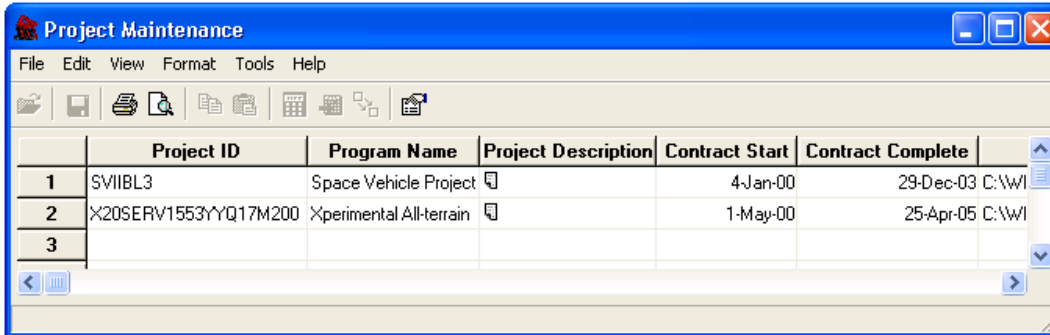 Project Maintenance
File Edit View Format Tools Help
Project ID Program Name Project Description Contract Start Contract Complete
1 SVIIBL3 Space Vehicle Project 4-Jan-00 29-Dec-03 C:\WI
2 X20SERV1553YYQ17M200 Xperimental All-terrain 1-May-00 25-Apr-05 C:\WI
3